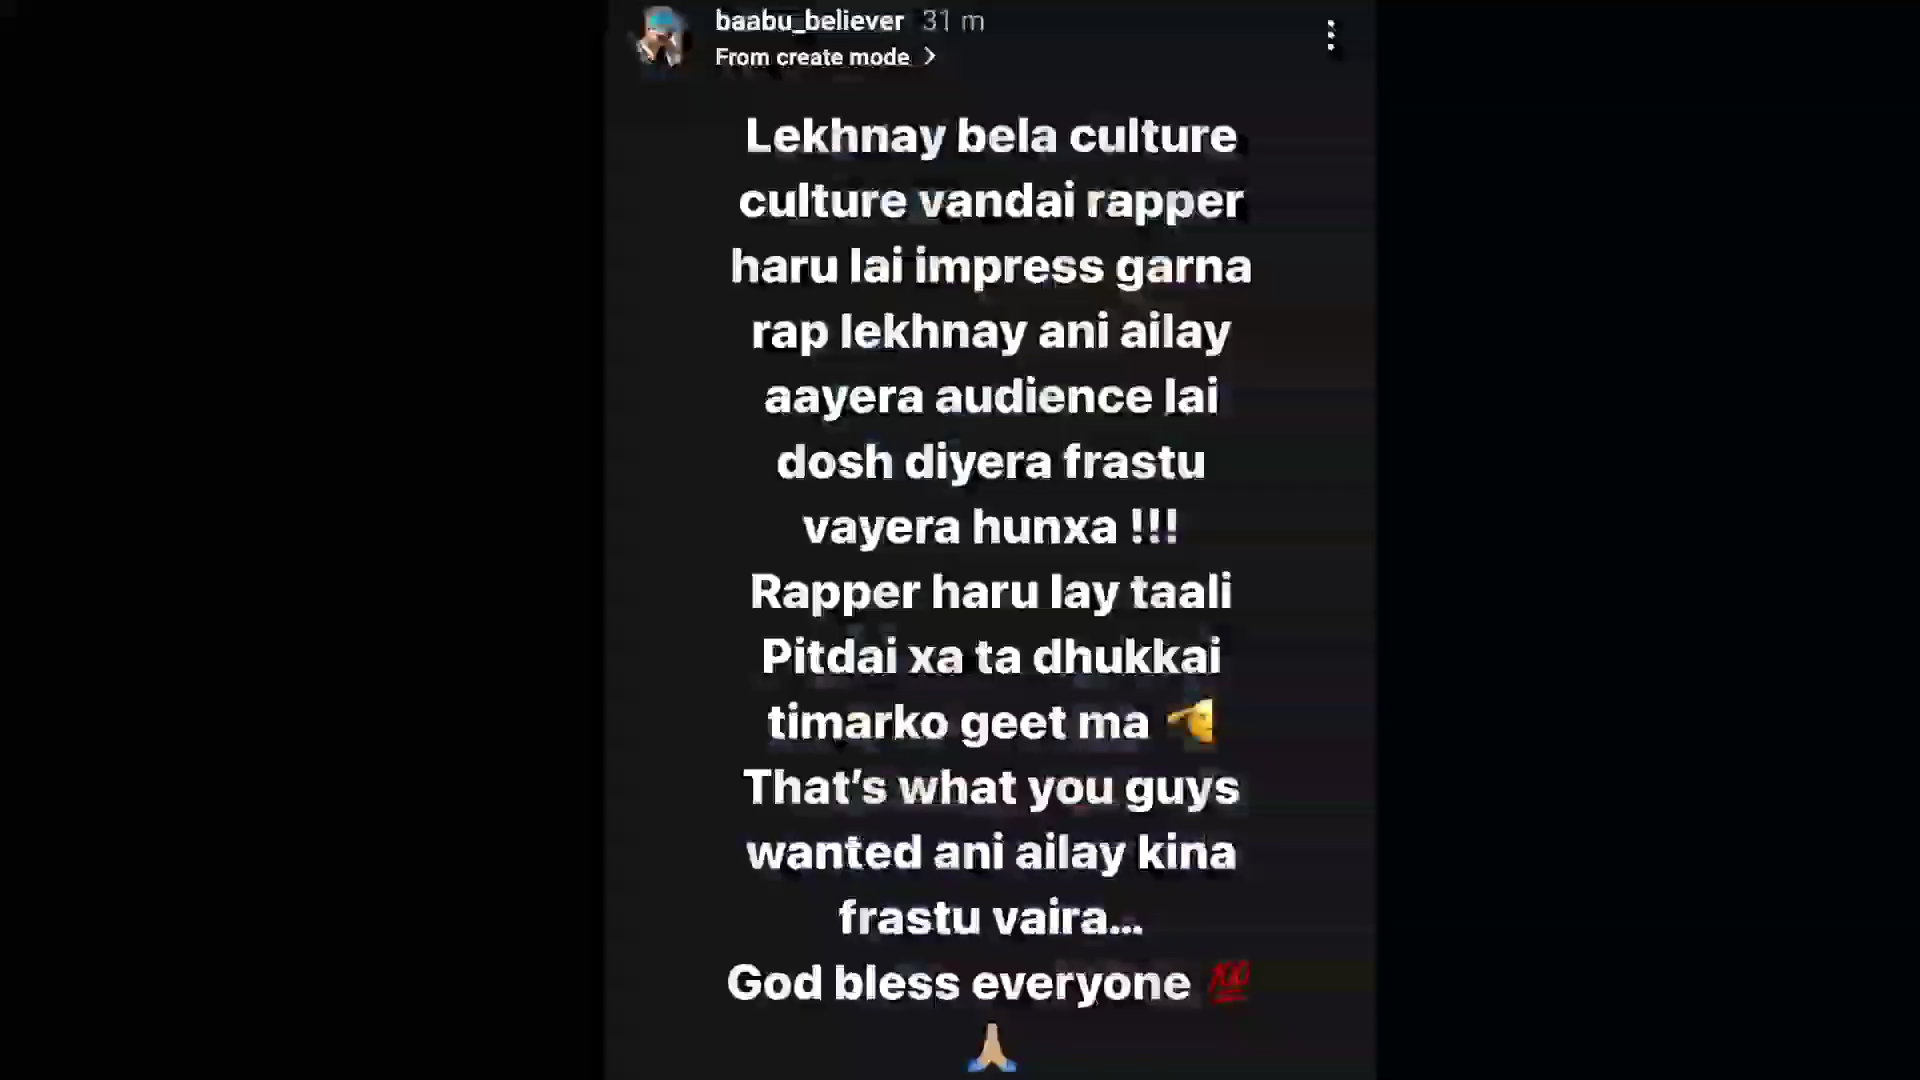 baabu_believer 31 m
From create mode >
Lekhnay bela culture
culture vandai rapper
haru lai impress garna
rap lekhnay ani ailay
aayera audience lai
dosh diyera frastu
vayera hunxa !!!
Rapper haru lay taali
Pitdai xa ta dhukkai
timarko geet ma 🫡
That's what you guys
wanted ani ailay kina
frastu vaira...
God bless everyone 💯
🙏🏼